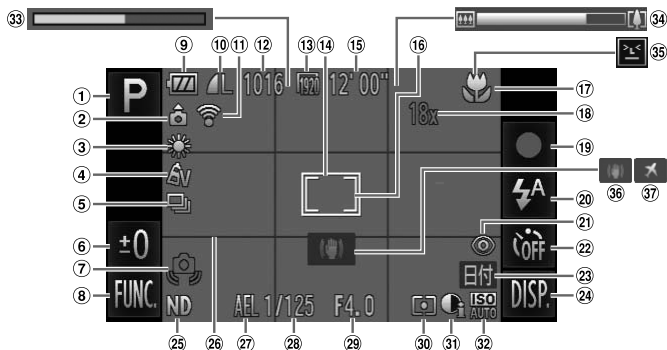 ㉝ ㉞
⑨ ⑩ ⑪ ⑫ ⑬ ⑭ ⑮ ⑯ ㉟
① P L 1016 1920 12'00" ⑰
② 18x ⑱
③ ⑲
④ V ㊱ ㊲
⑤ ⚡A ⑳
㉑
⑥ ±0 OFF ㉒
⑦ 日付 ㉓
⑧ FUNC. ND AEL 1/125 F4.0 i ISO AUTO DISP. ㉔
㉕ ㉖ ㉗ ㉘ ㉙ ㉚ ㉛ ㉜